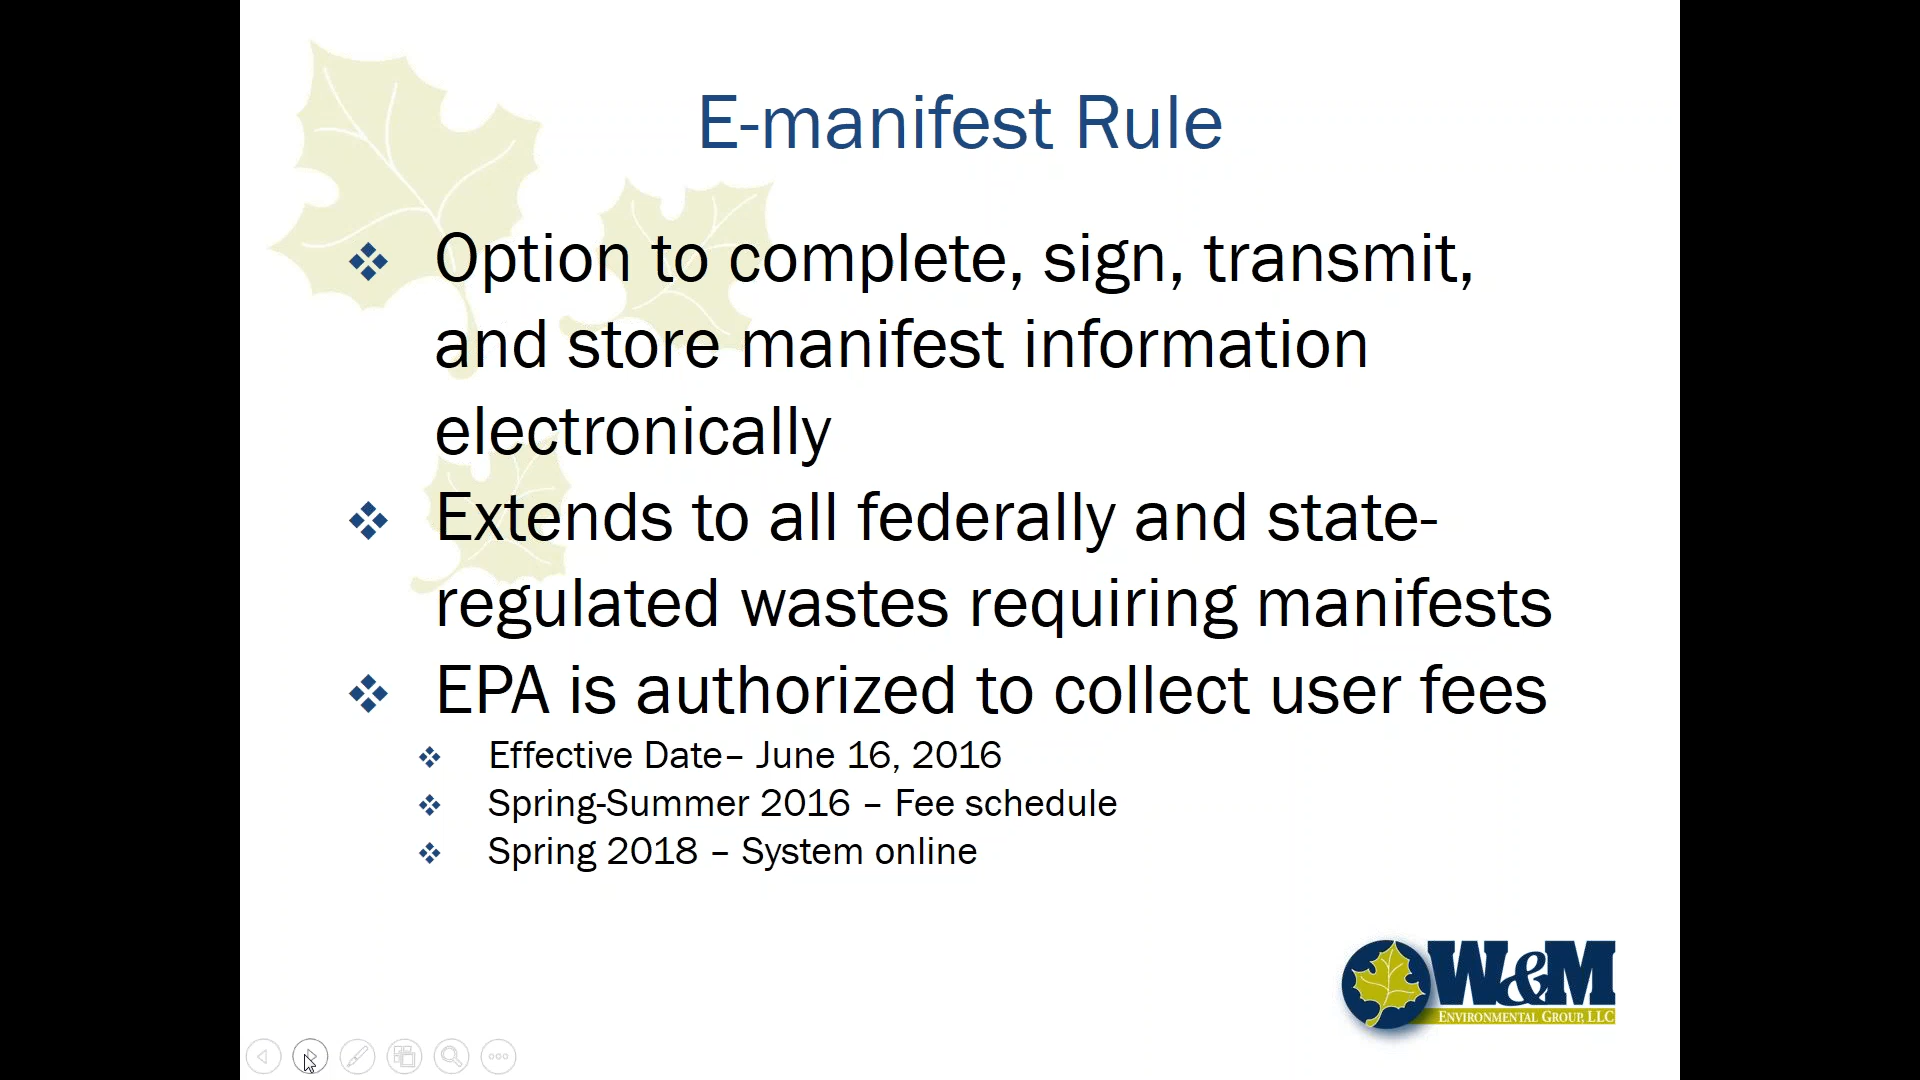 E-manifest Rule
Option to complete, sign, transmit,
and store manifest information
electronically
Extends to all federally and state-
regulated wastes requiring manifests
EPA is authorized to collect user fees
Effective Date– June 16, 2016
Spring-Summer 2016 – Fee schedule
Spring 2018 – System online
W&M
ENVIRONMENTAL GROUP, LLC